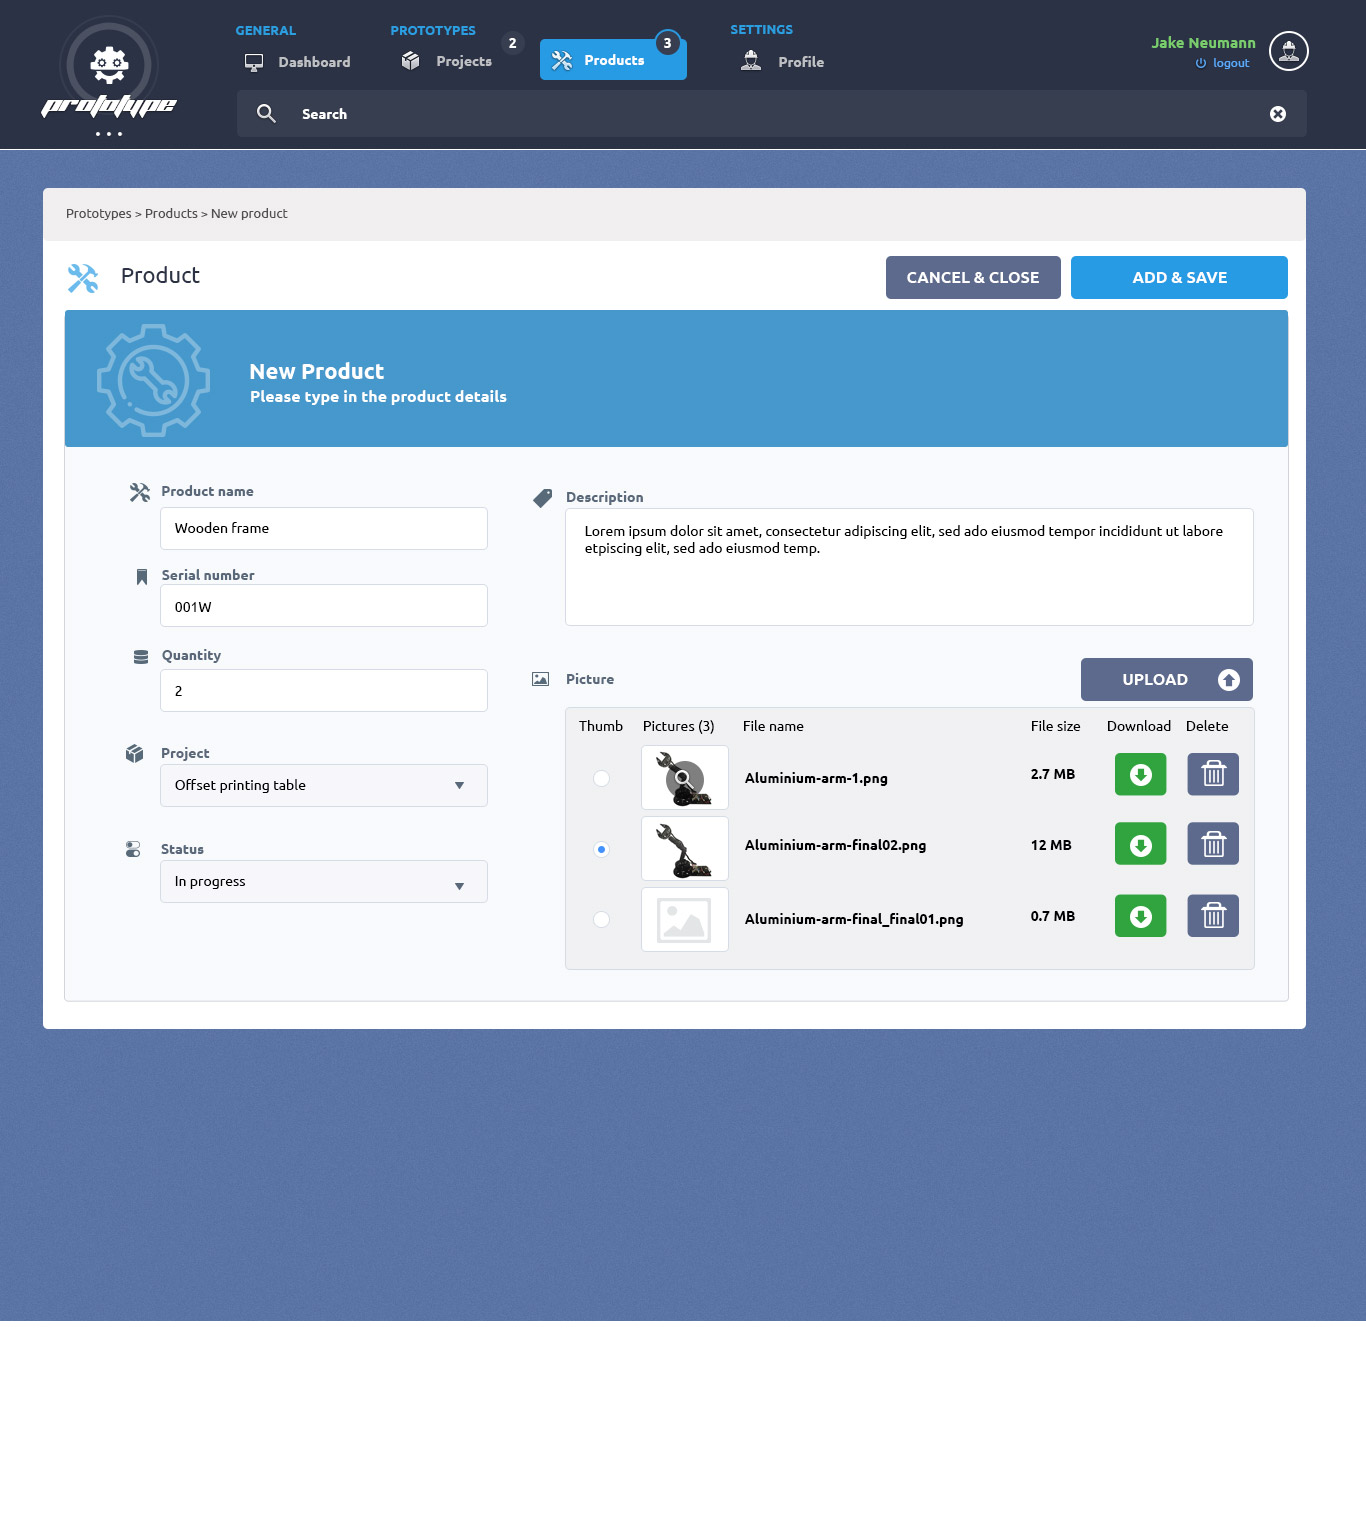 prototype
GENERAL
Dashboard
PROTOTYPES
Projects
2
Products
3
SETTINGS
Profile
Jake Neumann
logout
Search
Prototypes > Products > New product
Product
CANCEL & CLOSE
ADD & SAVE
New Product
Please type in the product details
Product name
Wooden frame
Serial number
001W
Quantity
2
Project
Offset printing table
Status
In progress
Description
Lorem ipsum dolor sit amet, consectetur adipiscing elit, sed ado eiusmod tempor incididunt ut labore
etpiscing elit, sed ado eiusmod temp.
Picture
UPLOAD
Thumb Pictures (3) File name File size Download Delete
Aluminium-arm-1.png 2.7 MB
Aluminium-arm-final02.png 12 MB
Aluminium-arm-final_final01.png 0.7 MB